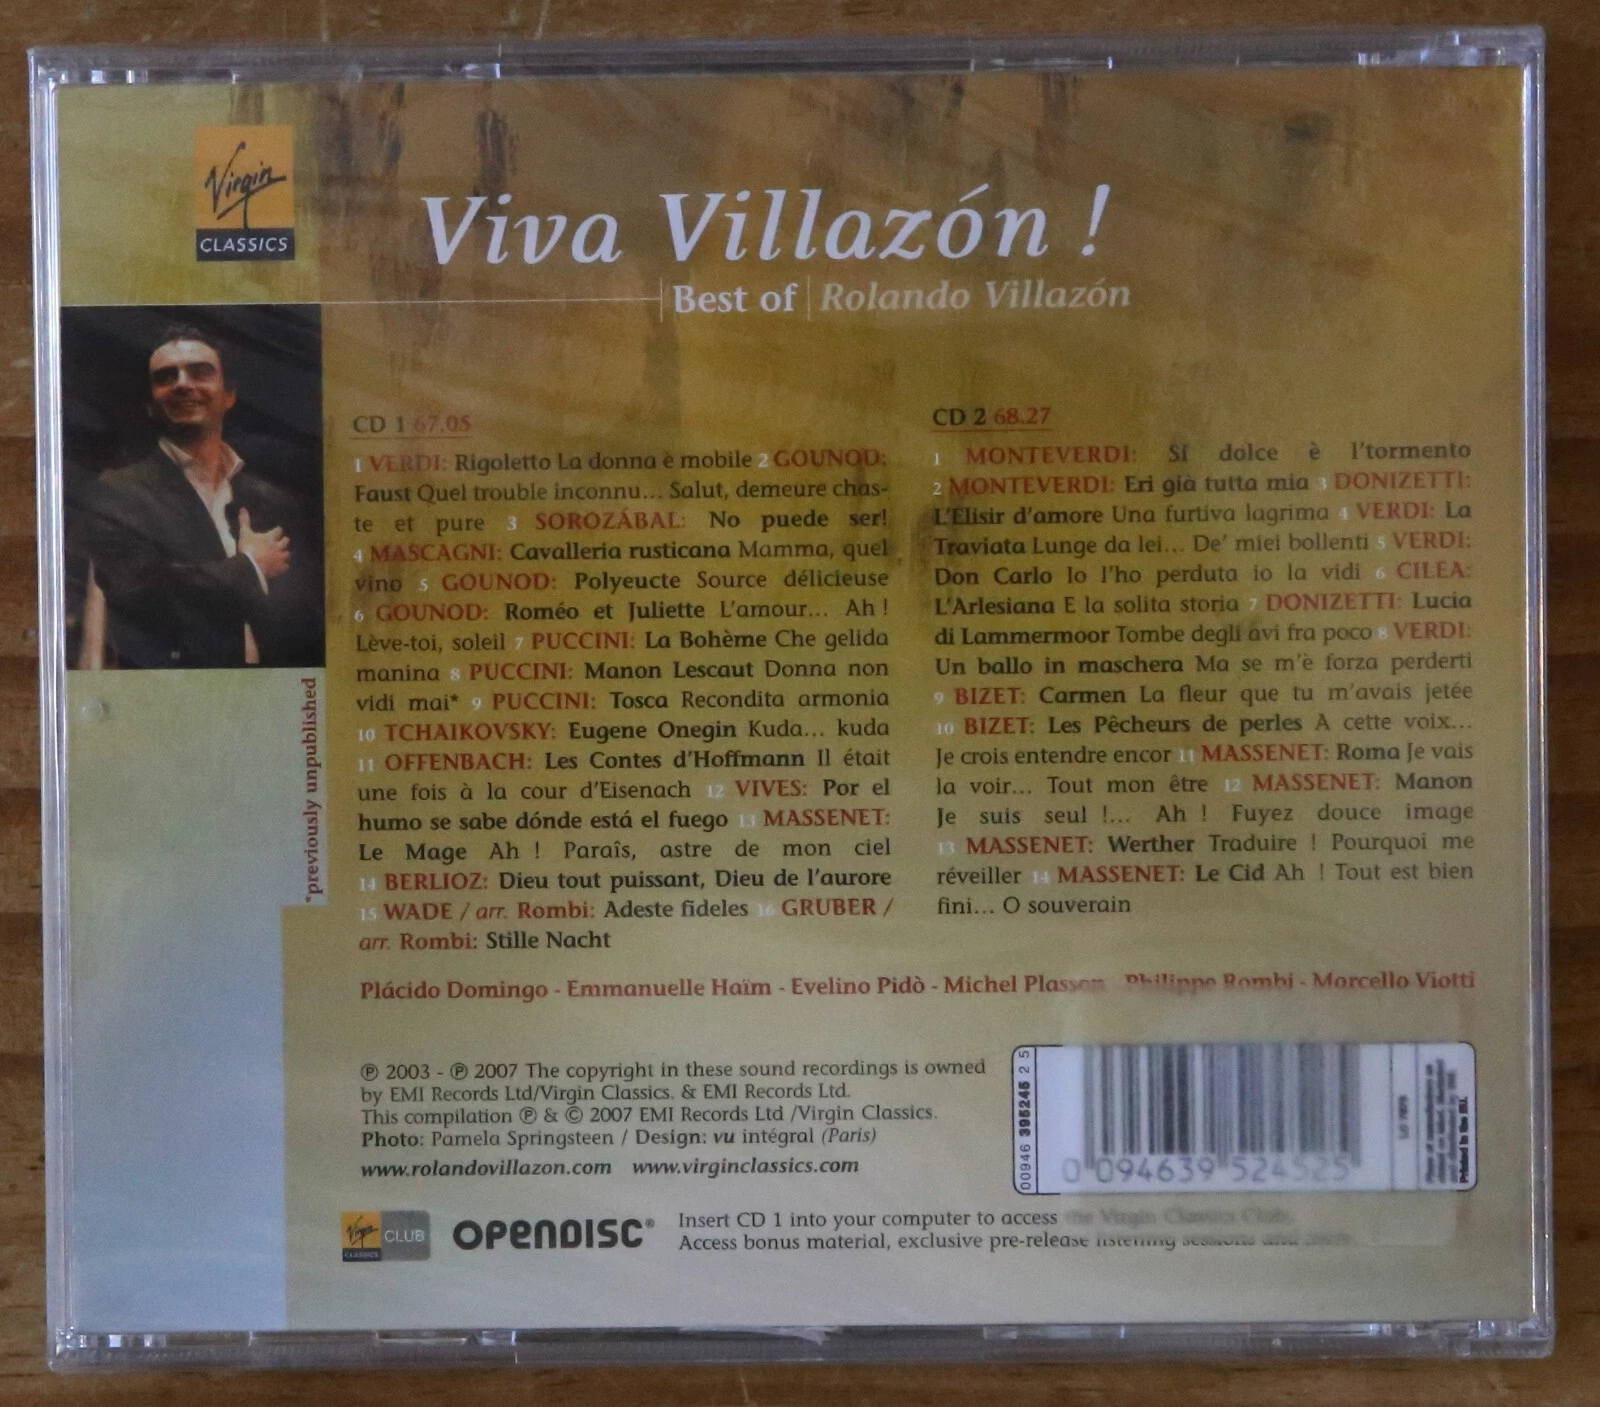 Virgin
CLASSICS
Viva Villazón !
Best of Rolando Villazón
CD 1 67.05
1 VERDI: Rigoletto La donna è mobile 2 GOUNOD:
Faust Quel trouble inconnu... Salut, demeure chas-
te et pure 3 SOROZÁBAL: No puede ser!
4 MASCAGNI: Cavalleria rusticana Mamma, quel
vino 5 GOUNOD: Polyeucte Source délicieuse
6 GOUNOD: Roméo et Juliette L'amour... Ah !
Lève-toi, soleil 7 PUCCINI: La Bohème Che gelida
manina 8 PUCCINI: Manon Lescaut Donna non
vidi mai* 9 PUCCINI: Tosca Recondita armonia
10 TCHAIKOVSKY: Eugene Onegin Kuda... kuda
11 OFFENBACH: Les Contes d'Hoffmann Il était
une fois à la cour d'Eisenach 12 VIVES: Por el
humo se sabe dónde está el fuego 13 MASSENET:
Le Mage Ah ! Paraîs, astre de mon ciel
14 BERLIOZ: Dieu tout puissant, Dieu de l'aurore
15 WADE / arr. Rombi: Adeste fideles 16 GRUBER /
arr. Rombi: Stille Nacht
CD 2 68.27
1 MONTEVERDI: Sí dolce è l'tormento
2 MONTEVERDI: Eri già tutta mia 3 DONIZETTI:
L'Elisir d'amore Una furtiva lagrima 4 VERDI: La
Traviata Lunge da lei... De' miei bollenti 5 VERDI:
Don Carlo Io l'ho perduta io la vidi 6 CILEA:
L'Arlesiana E la solita storia 7 DONIZETTI: Lucia
di Lammermoor Tombe degli avi fra poco 8 VERDI:
Un ballo in maschera Ma se m'è forza perderti
9 BIZET: Carmen La fleur que tu m'avais jetée
10 BIZET: Les Pêcheurs de perles A cette voix...
Je crois entendre encor 11 MASSENET: Roma Je vais
la voir... Tout mon être 12 MASSENET: Manon
Je suis seul !... Ah ! Fuyez douce image
13 MASSENET: Werther Traduire ! Pourquoi me
réveiller 14 MASSENET: Le Cid Ah ! Tout est bien
fini... O souverain
*previously unpublished
Plácido Domingo - Emmanuelle Haïm - Evelino Pidò - Michel Plasson - Philippe Rombi - Marcello Viotti
℗ 2003 - ℗ 2007 The copyright in these sound recordings is owned
by EMI Records Ltd/Virgin Classics. & EMI Records Ltd.
This compilation ℗ & © 2007 EMI Records Ltd /Virgin Classics.
Photo: Pamela Springsteen / Design: vu intégral (Paris)
www.rolandovillazon.com www.virginclassics.com
00946 395245 2 5
0 094639 524525
Printed in the EU.
Virgin
CLASSICS
CLUB
OPENDISC®
Insert CD 1 into your computer to access the Virgin Classics Club.
Access bonus material, exclusive pre-release listening sessions and